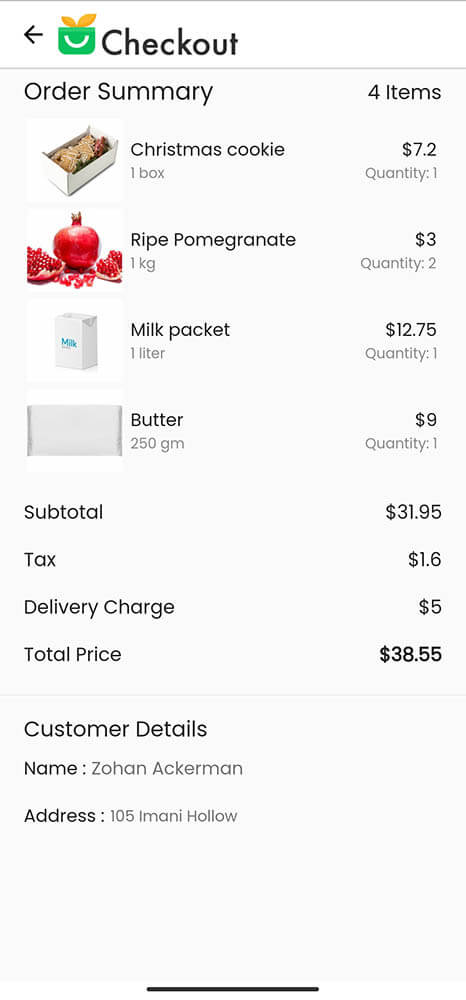 Checkout
Order Summary 4 Items
Christmas cookie $7.2
1 box Quantity: 1
Ripe Pomegranate $3
1 kg Quantity: 2
Milk
Milk packet $12.75
1 liter Quantity: 1
Butter $9
250 gm Quantity: 1
Subtotal $31.95
Tax $1.6
Delivery Charge $5
Total Price $38.55
Customer Details
Name : Zohan Ackerman
Address : 105 Imani Hollow